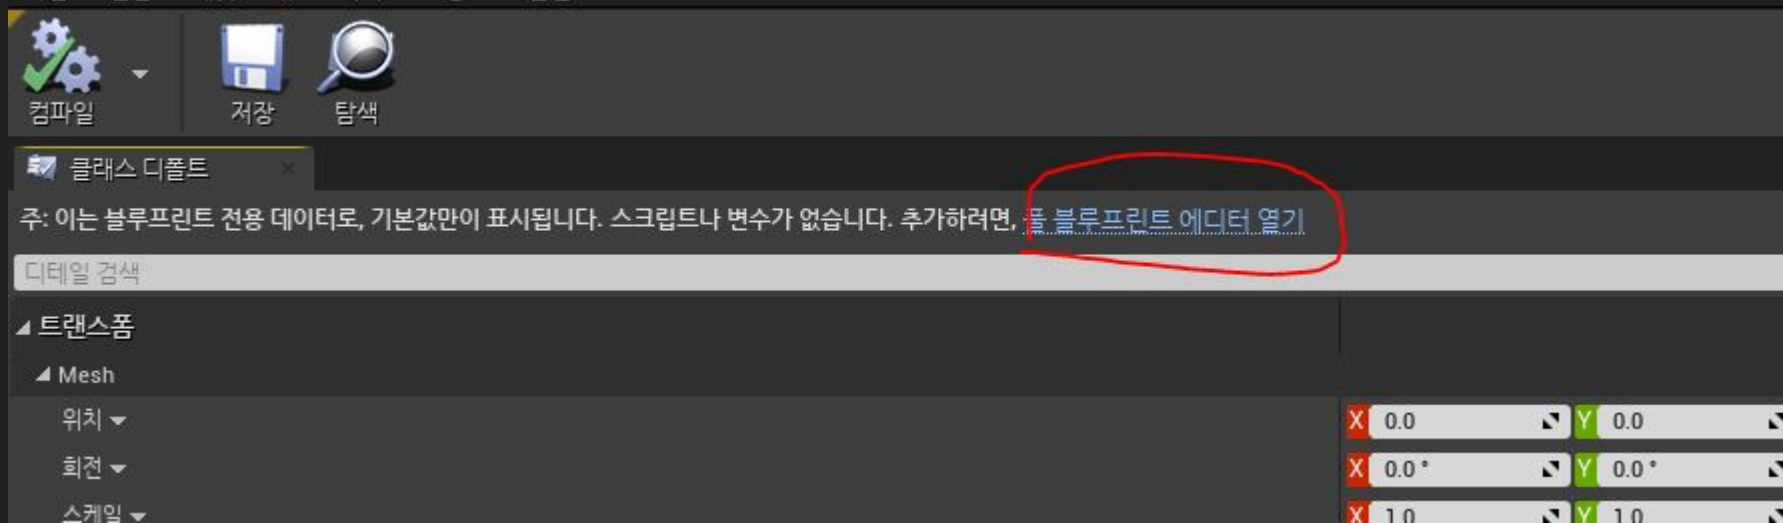 컴파일 저장 탐색
클래스 디폴트
주: 이는 블루프린트 전용 데이터로, 기본값만이 표시됩니다. 스크립트나 변수가 없습니다. 추가하려면, 풀 블루프린트 에디터 열기
디테일 검색
트랜스폼
Mesh
위치 X 0.0 Y 0.0
회전 X 0.0° Y 0.0°
스케일 X 1.0 Y 1.0